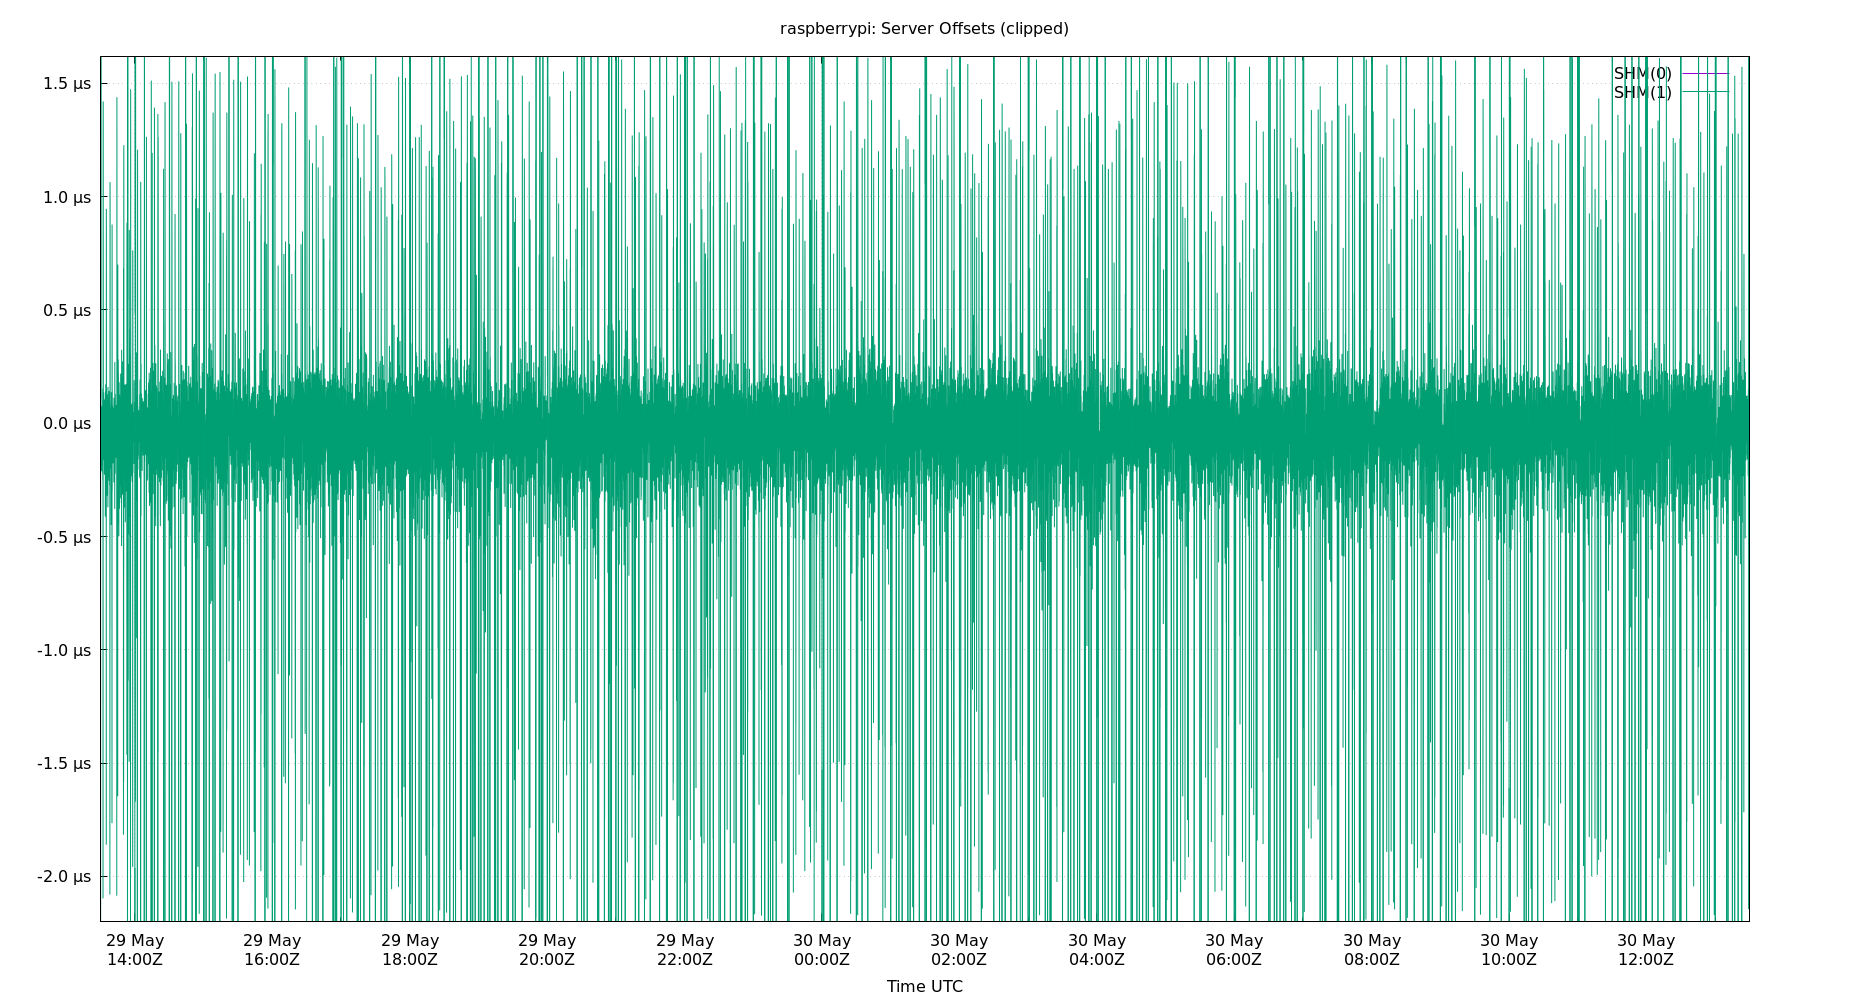 raspberrypi: Server Offsets (clipped)
1.5 µs
1.0 µs
0.5 µs
0.0 µs
-0.5 µs
-1.0 µs
-1.5 µs
-2.0 µs
SHM(0)
SHM(1)
29 May 29 May 29 May 29 May 29 May 30 May 30 May 30 May 30 May 30 May 30 May 30 May
14:00Z 16:00Z 18:00Z 20:00Z 22:00Z 00:00Z 02:00Z 04:00Z 06:00Z 08:00Z 10:00Z 12:00Z
Time UTC